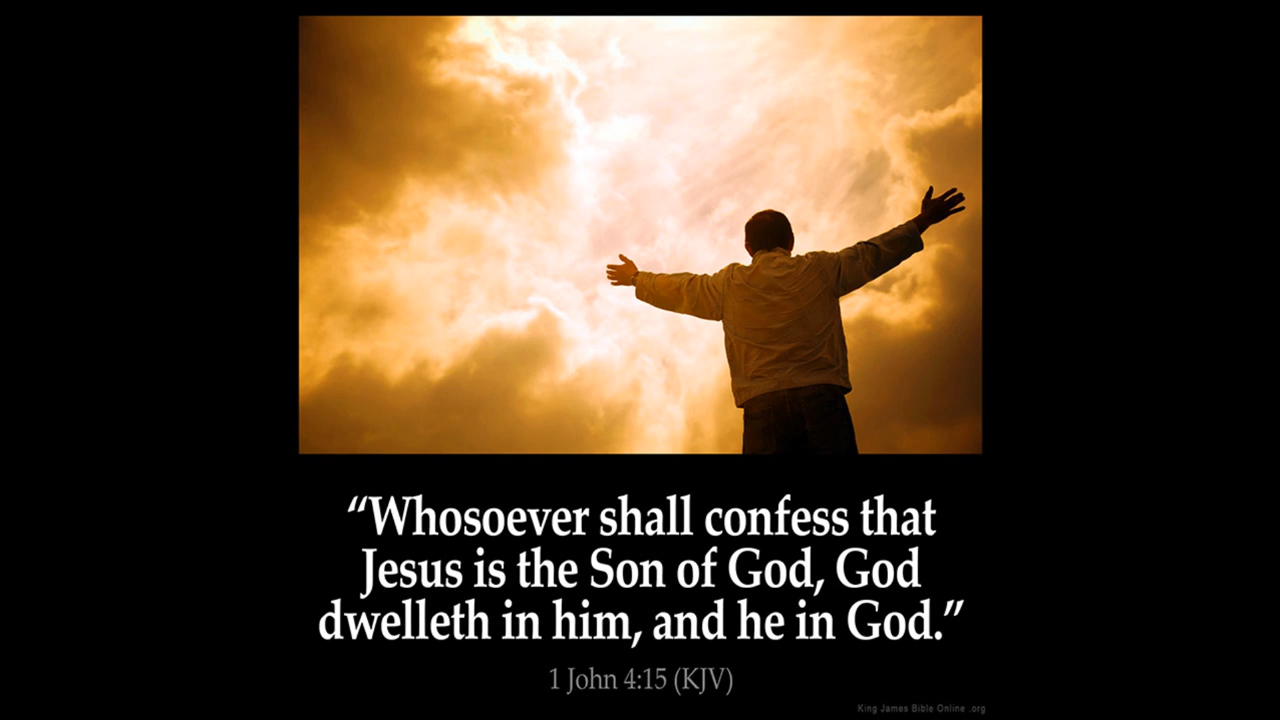 “Whosoever shall confess that
Jesus is the Son of God, God
dwelleth in him, and he in God.”
1 John 4:15 (KJV)
King James Bible Online .org